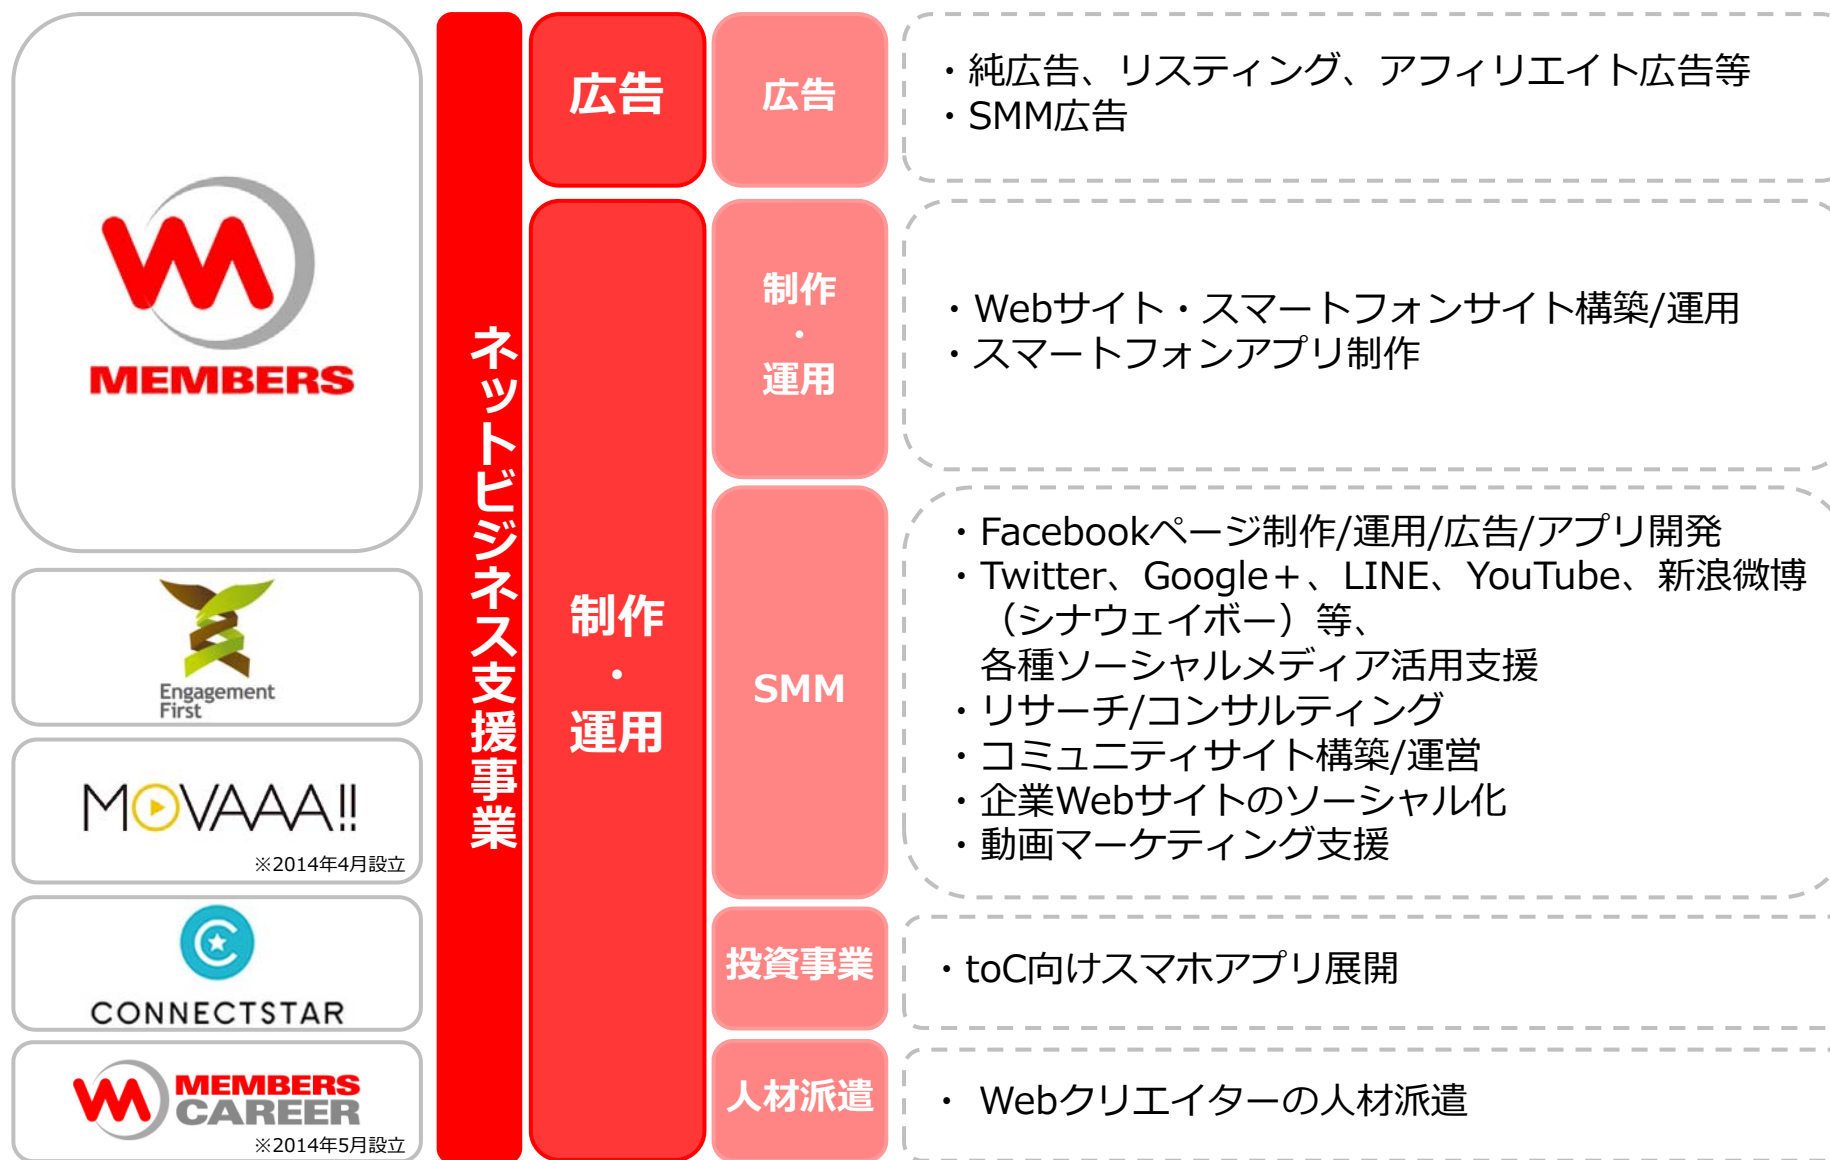 MEMBERS
Engagement
First
MOVAAA!!
※2014年4月設立
CONNECTSTAR
MEMBERS
CAREER
※2014年5月設立
ネットビジネス支援事業
広告
制作
・
運用
広告
制作
・
運用
SMM
投資事業
人材派遣
・純広告、リスティング、アフィリエイト広告等
・SMM広告
・Webサイト・スマートフォンサイト構築/運用
・スマートフォンアプリ制作
・Facebookページ制作/運用/広告/アプリ開発
・Twitter、Google＋、LINE、YouTube、新浪微博
（シナウェイボー）等、
各種ソーシャルメディア活用支援
・リサーチ/コンサルティング
・コミュニティサイト構築/運営
・企業Webサイトのソーシャル化
・動画マーケティング支援
・toC向けスマホアプリ展開
・ Webクリエイターの人材派遣